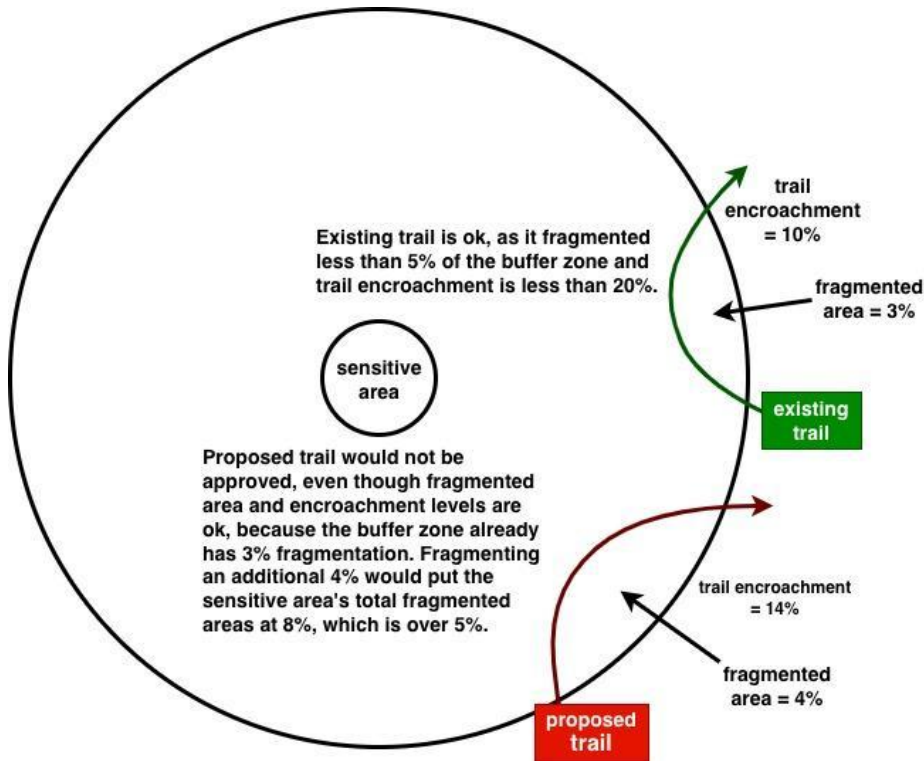 trail
encroachment
= 10%
Existing trail is ok, as it fragmented
less than 5% of the buffer zone and
trail encroachment is less than 20%.
fragmented
area = 3%
sensitive
area
existing
trail
Proposed trail would not be
approved, even though fragmented
area and encroachment levels are
ok, because the buffer zone already
has 3% fragmentation. Fragmenting
an additional 4% would put the
sensitive area's total fragmented
areas at 8%, which is over 5%.
trail encroachment
= 14%
fragmented
area = 4%
proposed
trail